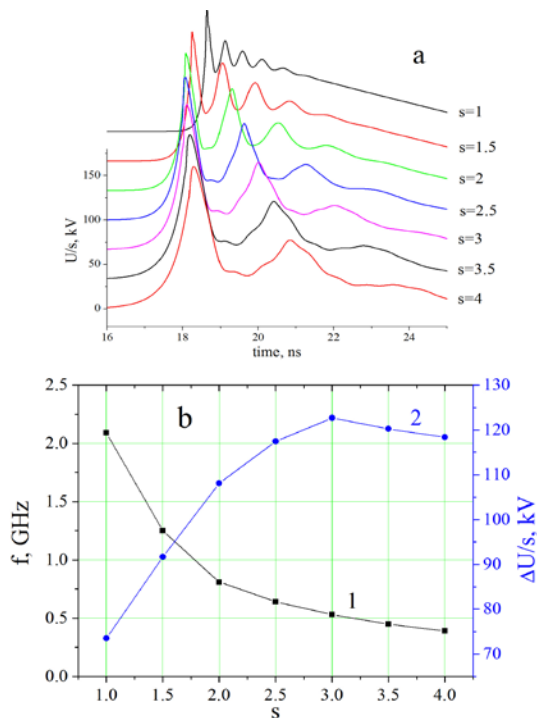 a
U/s, kV
150
100
50
0
16
18
20
22
24
time, ns
s=1
s=1.5
s=2
s=2.5
s=3
s=3.5
s=4
b
f, GHz
2.5
2.0
1.5
1.0
0.5
0.0
1
2
ΔU/s, kV
130
120
110
100
90
80
70
1.0
1.5
2.0
2.5
3.0
3.5
4.0
s